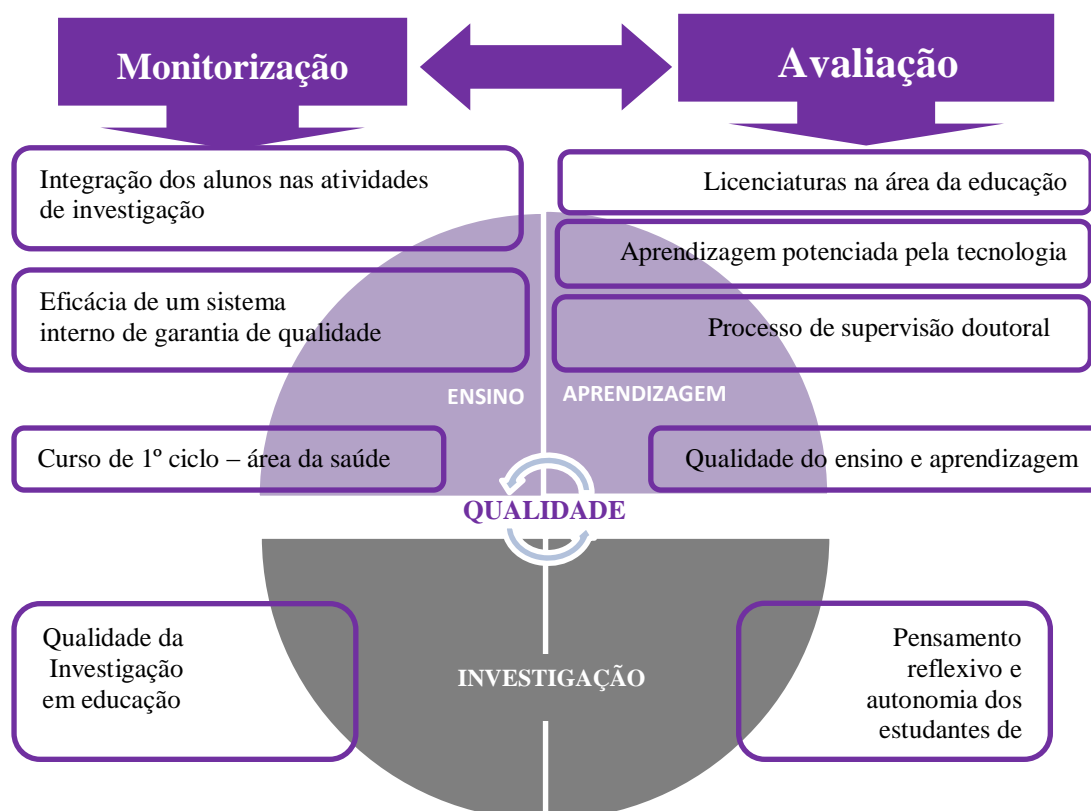 Monitorização
Avaliação
Integração dos alunos nas atividades
de investigação
Licenciaturas na área da educação
Aprendizagem potenciada pela tecnologia
Eficácia de um sistema
interno de garantia de qualidade
Processo de supervisão doutoral
ENSINO
APRENDIZAGEM
Curso de 1º ciclo – área da saúde
Qualidade do ensino e aprendizagem
QUALIDADE
Qualidade da
Investigação
em educação
INVESTIGAÇÃO
Pensamento
reflexivo e
autonomia dos
estudantes de